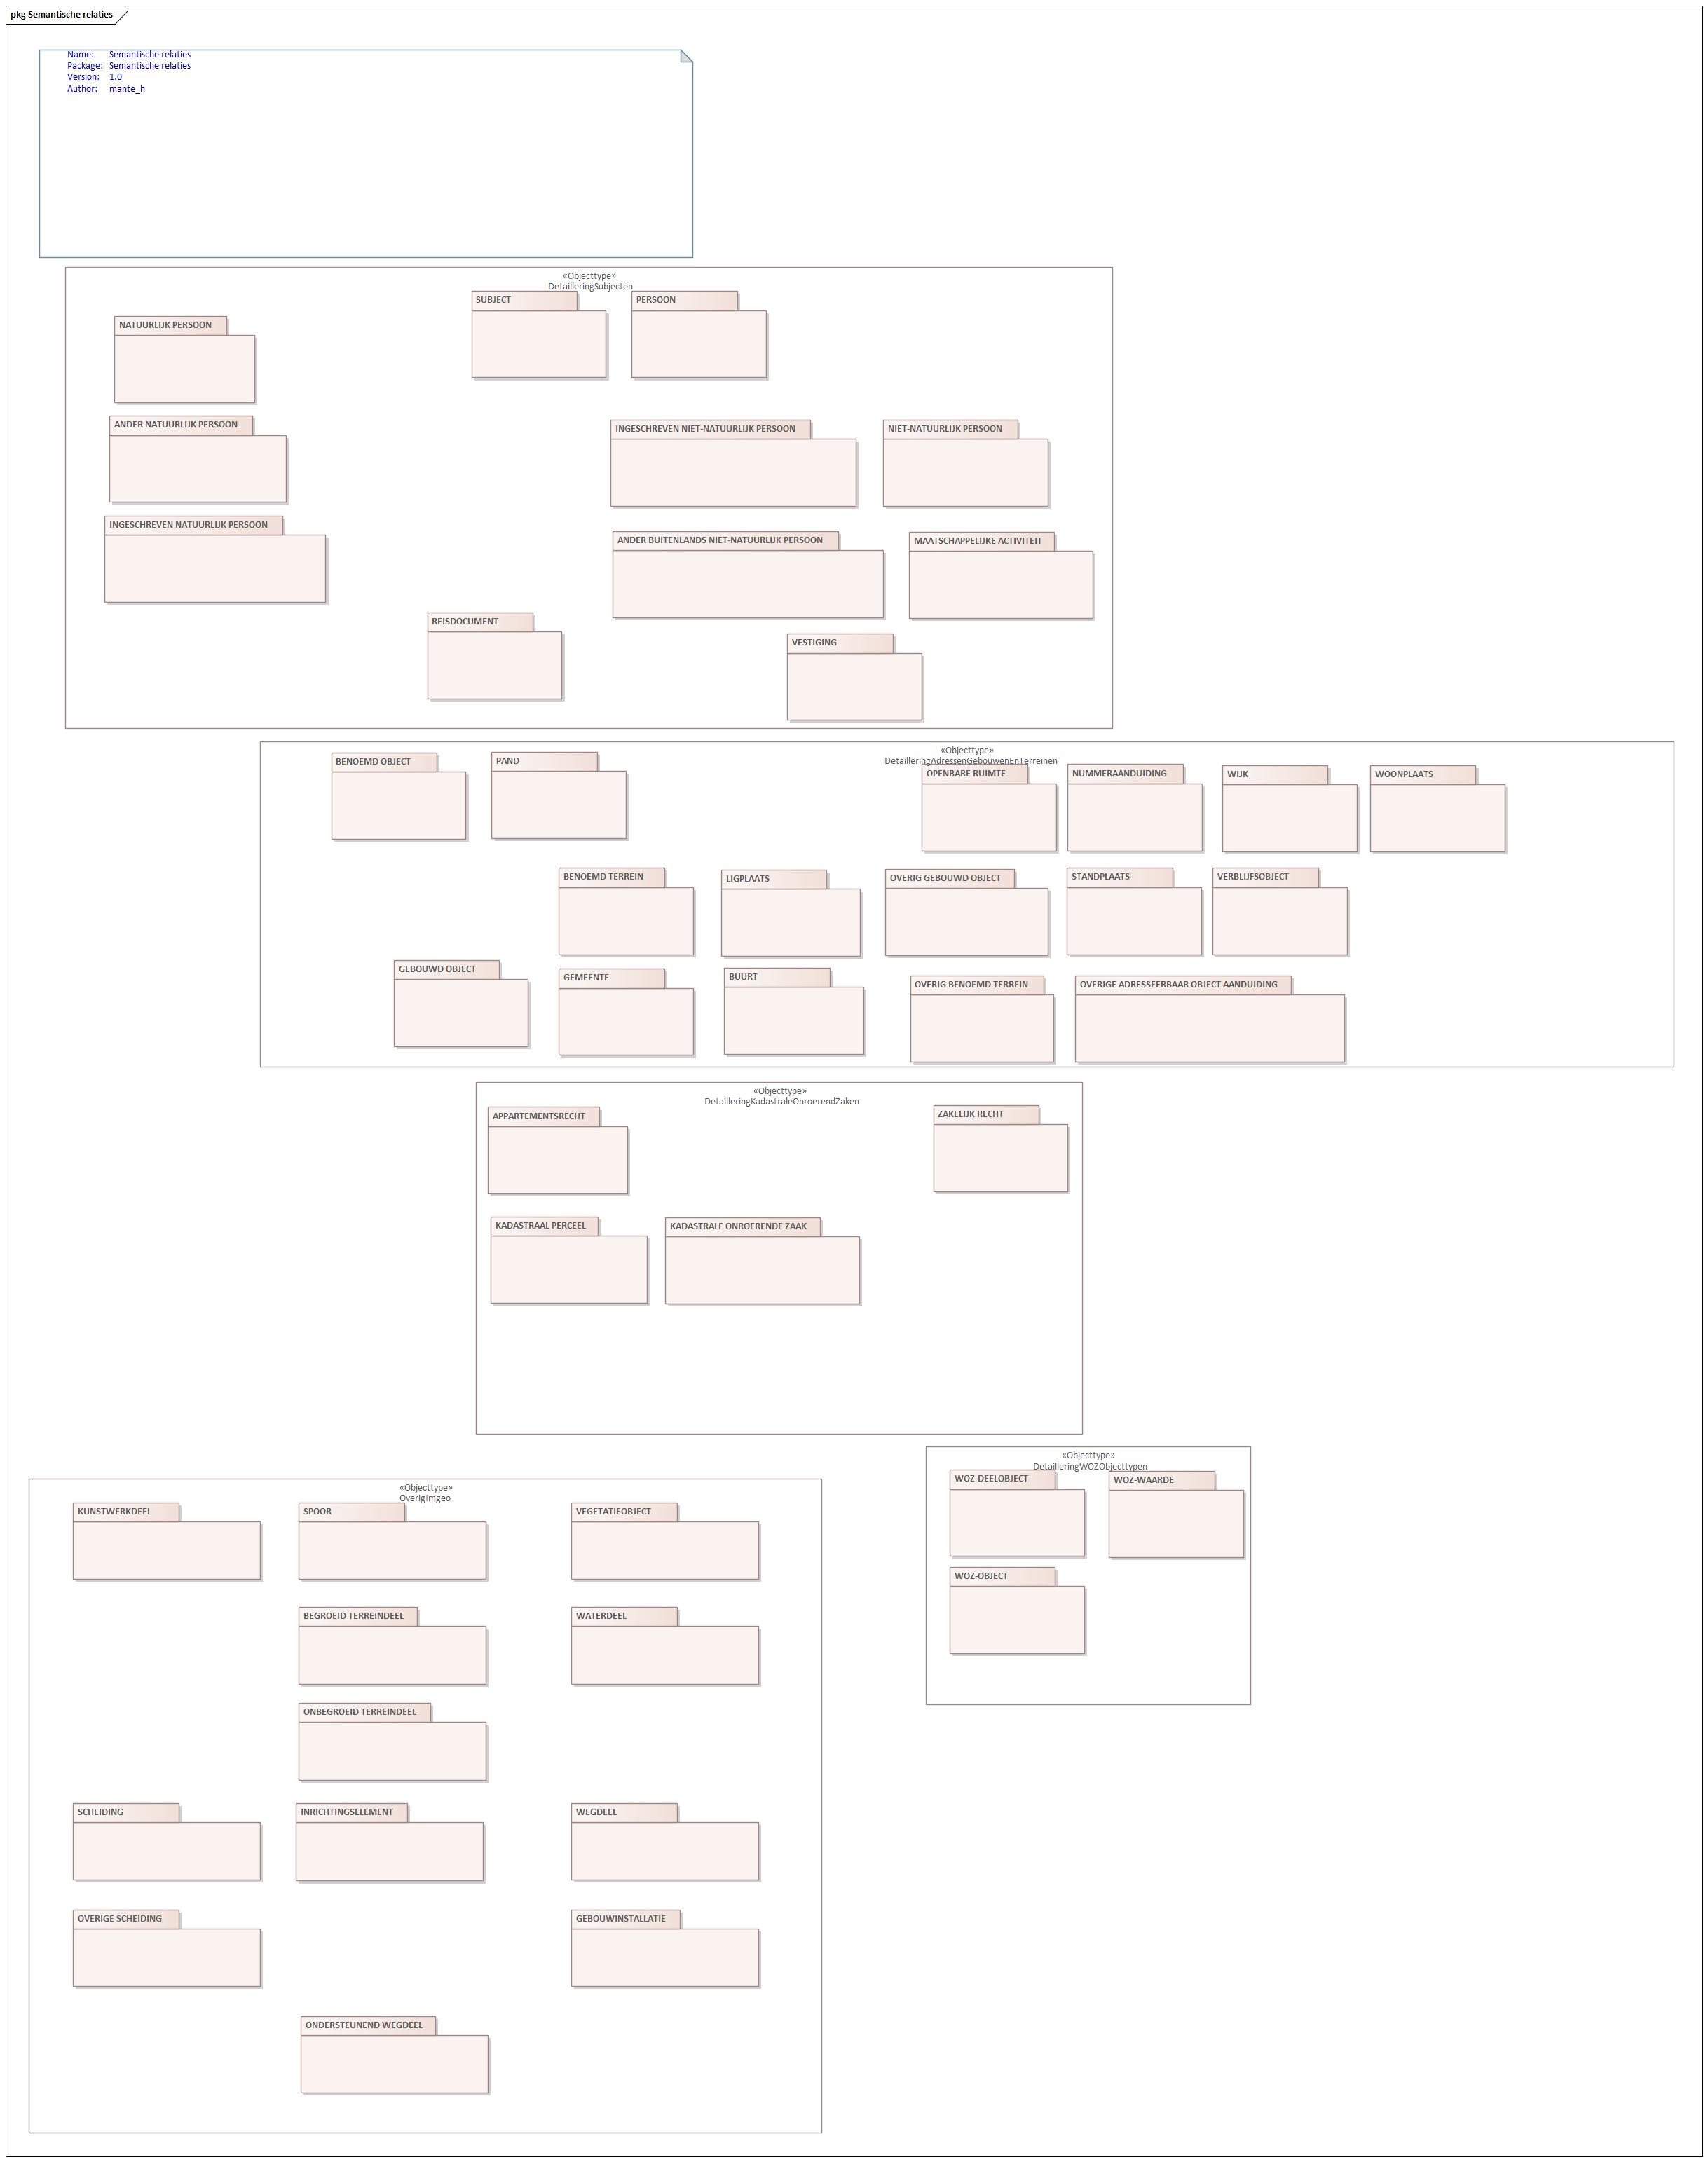 pkg Semantische relaties
Name: Semantische relaties
Package: Semantische relaties
Version: 1.0
Author: mante_h
«Objecttype»
DetailleringSubjecten
SUBJECT
PERSOON
NATUURLIJK PERSOON
ANDER NATUURLIJK PERSOON
INGESCHREVEN NIET-NATUURLIJK PERSOON
NIET-NATUURLIJK PERSOON
INGESCHREVEN NATUURLIJK PERSOON
ANDER BUITENLANDS NIET-NATUURLIJK PERSOON
MAATSCHAPPELIJKE ACTIVITEIT
REISDOCUMENT
VESTIGING
«Objecttype»
DetailleringAdressenGebouwenEnTerreinen
BENOEMD OBJECT
PAND
OPENBARE RUIMTE
NUMMERAANDUIDING
WIJK
WOONPLAATS
BENOEMD TERREIN
LIGPLAATS
OVERIG GEBOUWD OBJECT
STANDPLAATS
VERBLIJFSOBJECT
GEBOUWD OBJECT
GEMEENTE
BUURT
OVERIG BENOEMD TERREIN
OVERIGE ADRESSEERBAAR OBJECT AANDUIDING
«Objecttype»
DetailleringKadastraleOnroerendZaken
APPARTEMENTSRECHT
ZAKELIJK RECHT
KADASTRAAL PERCEEL
KADASTRALE ONROERENDE ZAAK
«Objecttype»
DetailleringWOZObjecttypen
WOZ-DEELOBJECT
WOZ-WAARDE
WOZ-OBJECT
«Objecttype»
OverigImgeo
KUNSTWERKDEEL
SPOOR
VEGETATIEOBJECT
BEGROEID TERREINDEEL
WATERDEEL
ONBEGROEID TERREINDEEL
SCHEIDING
INRICHTINGSELEMENT
WEGDEEL
OVERIGE SCHEIDING
GEBOUWINSTALLATIE
ONDERSTEUNEND WEGDEEL